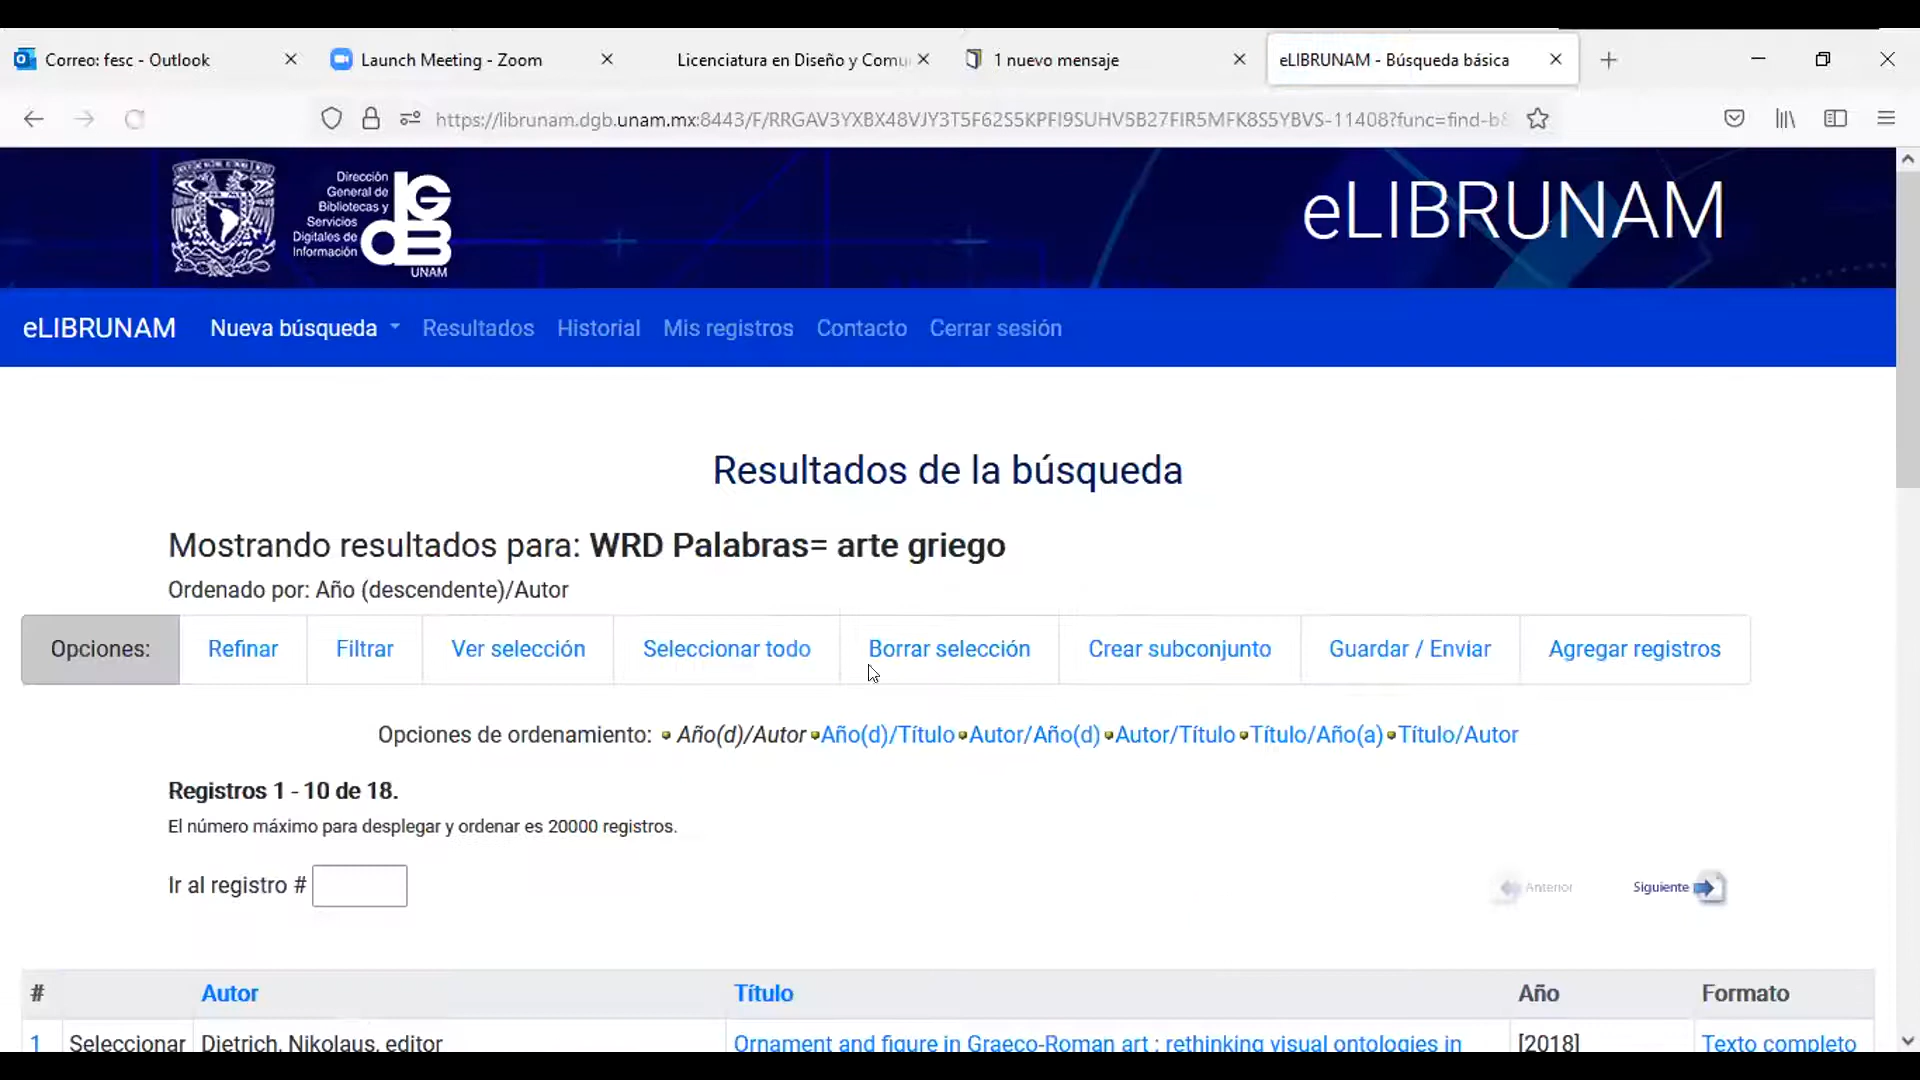 Correo: fesc - Outlook
Launch Meeting - Zoom
Licenciatura en Diseño y Comu
1 nuevo mensaje
eLIBRUNAM - Búsqueda básica
https://librunam.dgb.unam.mx:8443/F/RRGAV3YXBX48VJY3T5F62S5KPFI9SUHV5B27FIR5MFK8S5YBVS-11408?func=find-b&
Dirección
General de
Bibliotecas y
Servicios
Digitales de
Información
DGB
UNAM
eLIBRUNAM
eLIBRUNAM Nueva búsqueda Resultados Historial Mis registros Contacto Cerrar sesión
Resultados de la búsqueda
Mostrando resultados para: WRD Palabras= arte griego
Ordenado por: Año (descendente)/Autor
Opciones: Refinar Filtrar Ver selección Seleccionar todo Borrar selección Crear subconjunto Guardar / Enviar Agregar registros
Opciones de ordenamiento: Año(d)/Autor Año(d)/Título Autor/Año(d) Autor/Título Título/Año(a) Título/Autor
Registros 1 - 10 de 18.
El número máximo para desplegar y ordenar es 20000 registros.
Ir al registro #
Anterior Siguiente
# Autor Título Año Formato
1 Seleccionar Dietrich, Nikolaus, editor Ornament and figure in Graeco-Roman art : rethinking visual ontologies in [2018] Texto completo